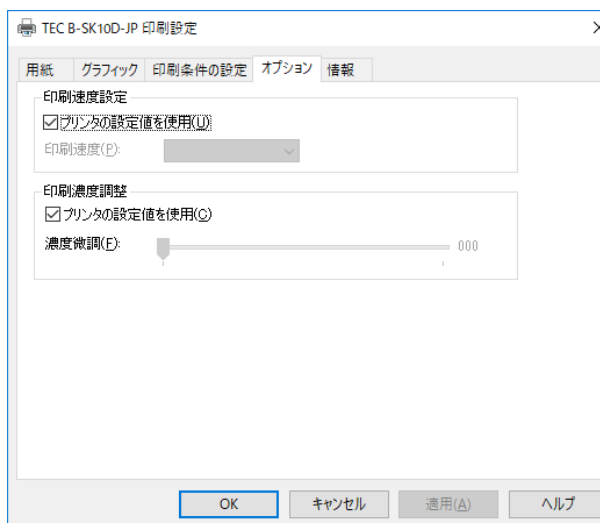 TEC B-SK10D-JP 印刷設定
用紙 グラフィック 印刷条件の設定 オプション 情報
印刷速度設定
プリンタの設定値を使用(U)
印刷速度(P):
印刷濃度調整
プリンタの設定値を使用(C)
濃度微調(F): 000
OK キャンセル 適用(A) ヘルプ